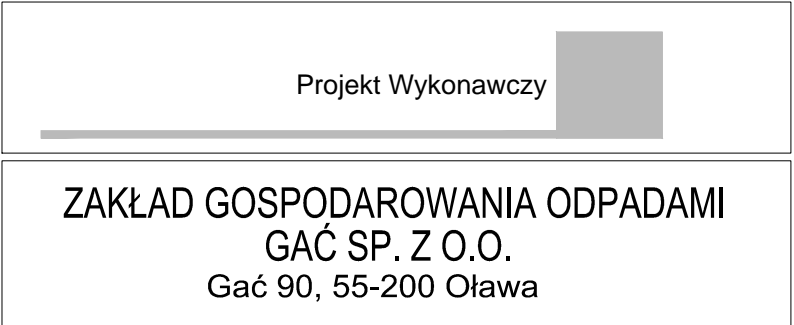 Projekt Wykonawczy
ZAKŁAD GOSPODAROWANIA ODPADAMI
GAĆ SP. Z O.O.
Gać 90, 55-200 Oława